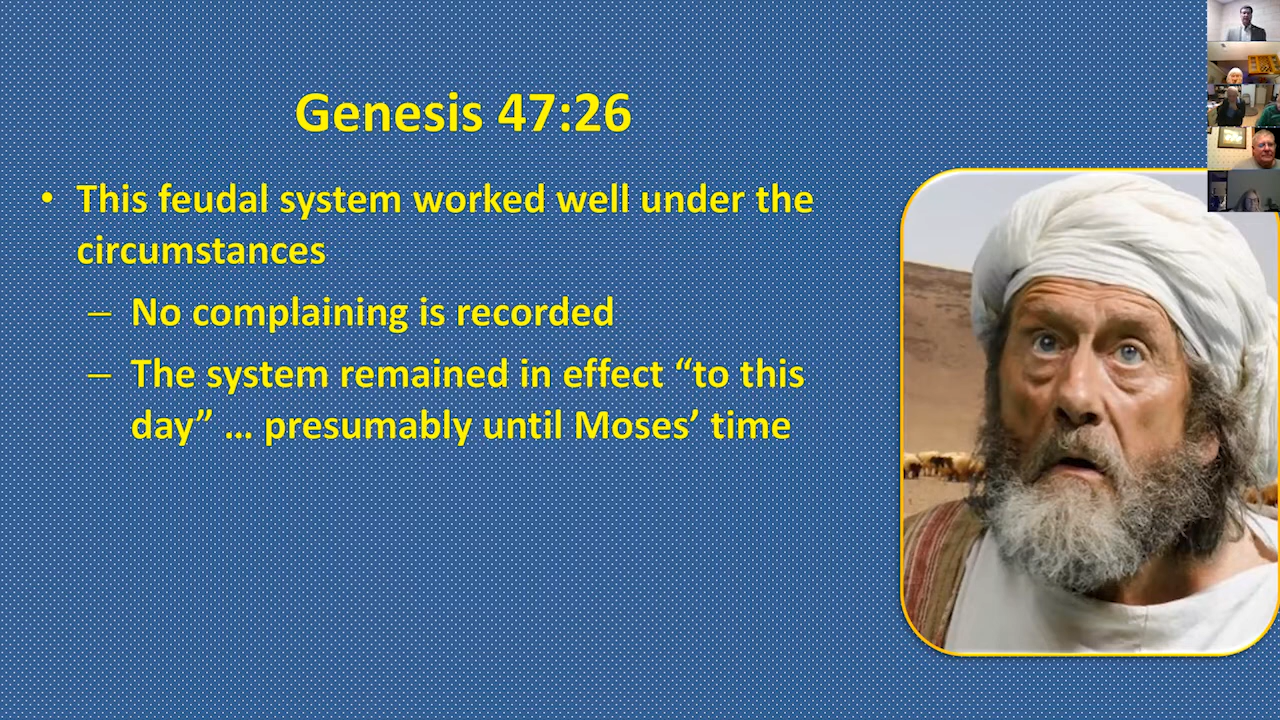 Genesis 47:26
• This feudal system worked well under the
circumstances
– No complaining is recorded
– The system remained in effect “to this
day” … presumably until Moses’ time